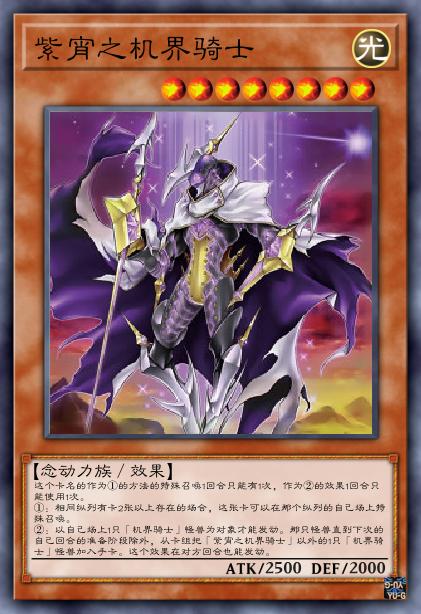 紫宵之机界骑士
光
【念动力族／效果】
这个卡名的作为①的方法的特殊召唤1回合只能有1次，作为②的效果1回合只
能使用1次。
①：相同纵列有卡2张以上存在的场合，这张卡可以在那个纵列的自己场上特
殊召唤。
②：以自己场上1只「机界骑士」怪兽为对象才能发动。那只怪兽直到下次的
自己回合的准备阶段除外，从卡组把「紫宵之机界骑士」以外的1只「机界骑
士」怪兽加入手卡。这个效果在对方回合也能发动。
ATK/2500 DEF/2000